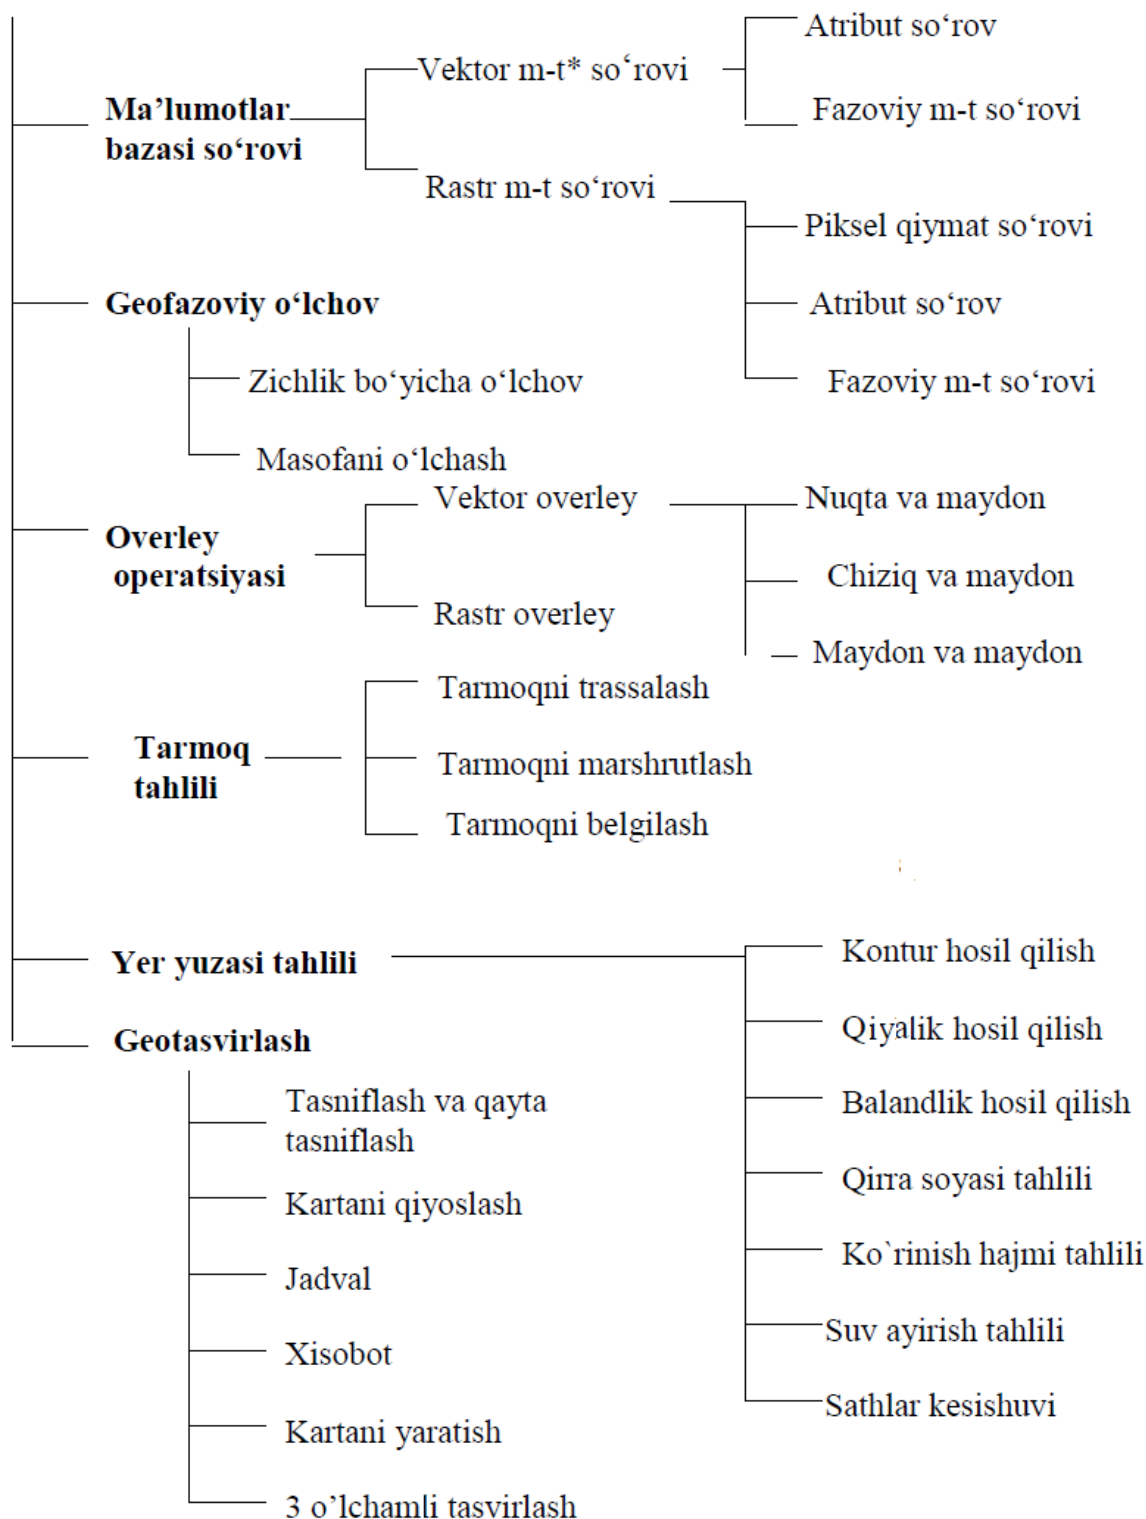 Atribut so‘rov
Vektor m-t* so‘rovi
Fazoviy m-t so‘rovi
Ma’lumotlar
bazasi so‘rovi
Rastr m-t so‘rovi
Piksel qiymat so‘rovi
Geofazoviy o‘lchov
Atribut so‘rov
Zichlik bo‘yicha o‘lchov
Fazoviy m-t so‘rovi
Masofani o‘lchash
Vektor overley
Nuqta va maydon
Overley
operatsiyasi
Chiziq va maydon
Rastr overley
Maydon va maydon
Tarmoqni trassalash
Tarmoq
tahlili
Tarmoqni marshrutlash
Tarmoqni belgilash
Yer yuzasi tahlili
Kontur hosil qilish
Geotasvirlash
Qiyalik hosil qilish
Tasniflash va qayta
tasniflash
Balandlik hosil qilish
Qirra soyasi tahlili
Kartani qiyoslash
Ko`rinish hajmi tahlili
Jadval
Suv ayirish tahlili
Xisobot
Sathlar kesishuvi
Kartani yaratish
3 o’lchamli tasvirlash